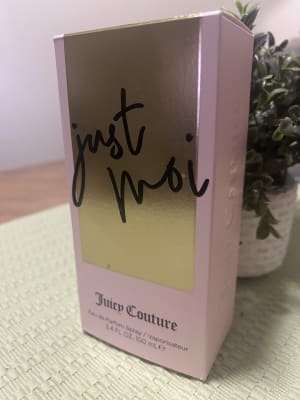 just
moi
Juicy Couture
Eau de Parfum Spray / Vaporisateur
3.4 FL. OZ. 100 mL ℮